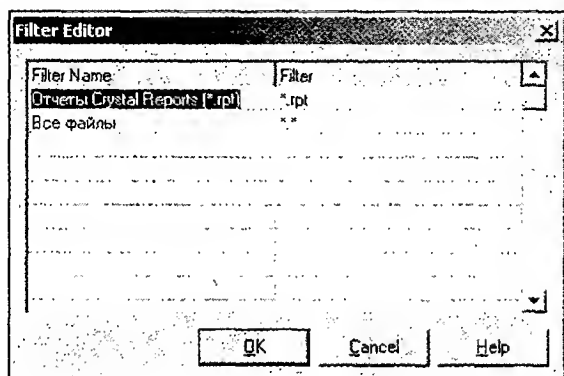 Filter Editor
Filter Name Filter
Отчеты Crystal Reports (*.rpt) *.rpt
Все файлы *.*
OK Cancel Help